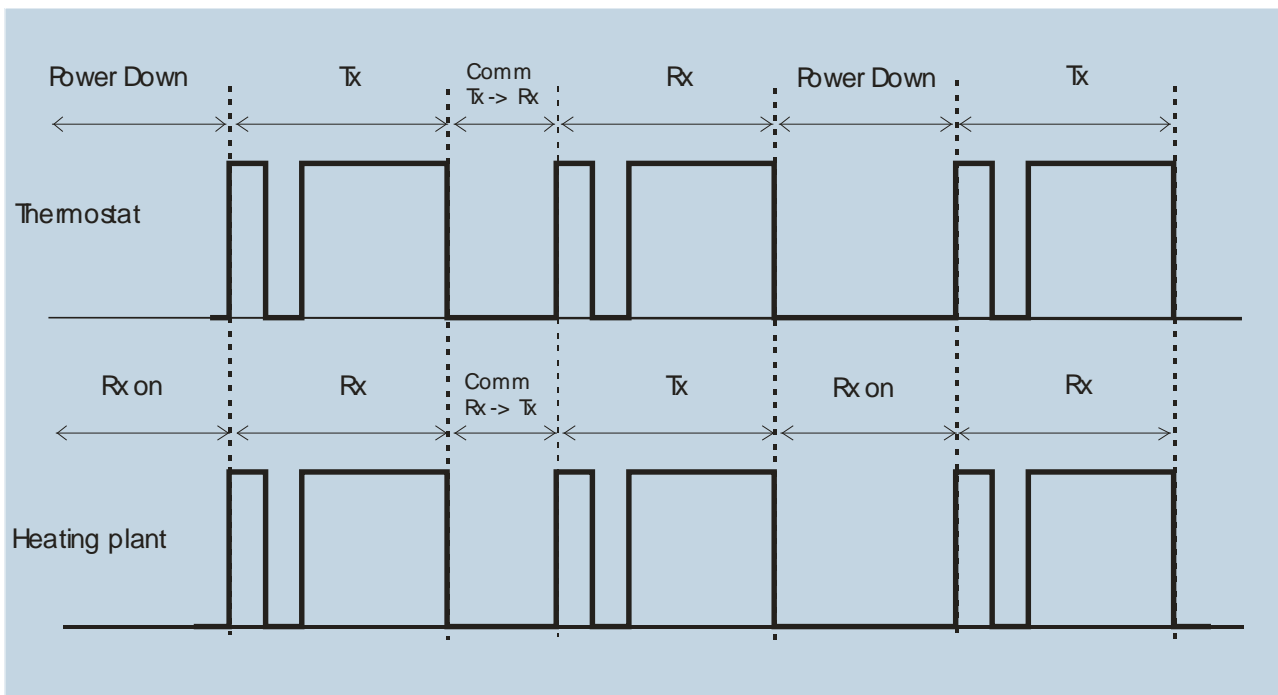 Power Down Tx Comm Rx Power Down Tx
Tx -> Rx
Thermostat
Rx on Rx Comm Tx Rx on Rx
Rx -> Tx
Heating plant